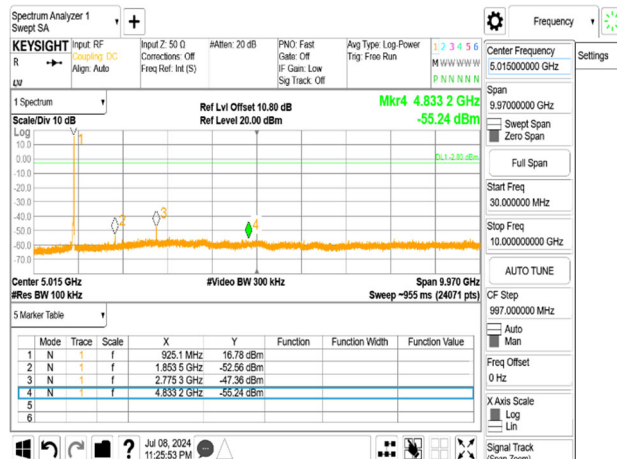 Spectrum Analyzer 1
Swept SA
Frequency
KEYSIGHT
R
Input: RF
Coupling: DC
Align: Auto
Input Z: 50 Ω
Corrections: Off
Freq Ref: Int (S)
#Atten: 20 dB
PNO: Fast
Gate: Off
IF Gain: Low
Sig Track: Off
Avg Type: Log-Power
Trig: Free Run
1 2 3 4 5 6
M W W W W W
P N N N N N
Center Frequency
5.015000000 GHz
Settings
1 Spectrum
Scale/Div 10 dB
Ref Lvl Offset 10.80 dB
Ref Level 20.00 dBm
Mkr4 4.833 2 GHz
-55.24 dBm
Span
9.97000000 GHz
Swept Span
Zero Span
Log
10.0
0.00
-10.0
-20.0
-30.0
-40.0
-50.0
-60.0
-70.0
1
2
3
4
Full Span
Start Freq
30.000000 MHz
Stop Freq
10.000000000 GHz
AUTO TUNE
Center 5.015 GHz
#Res BW 100 kHz
#Video BW 300 kHz
Span 9.970 GHz
Sweep ~955 ms (24071 pts)
CF Step
997.000000 MHz
Auto
Man
5 Marker Table
Mode Trace Scale X Y Function Function Width Function Value
1 N 1 f 925.1 MHz 16.78 dBm
2 N 1 f 1.853 5 GHz -52.56 dBm
3 N 1 f 2.775 3 GHz -47.36 dBm
4 N 1 f 4.833 2 GHz -55.24 dBm
5
6
Freq Offset
0 Hz
X Axis Scale
Log
Lin
Signal Track
(Span Zoom)
?
Jul 08, 2024
11:25:53 PM